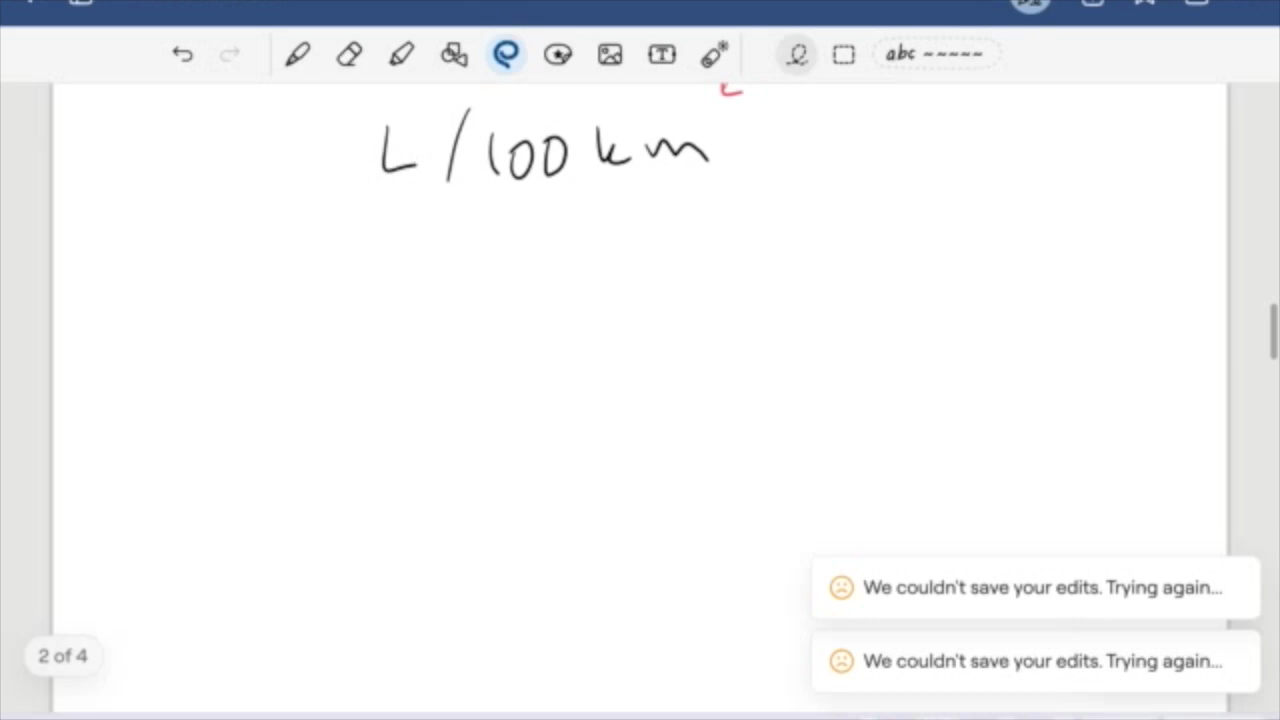 abc ~~~~~
L / 100 km
We couldn't save your edits. Trying again...
2 of 4
We couldn't save your edits. Trying again...